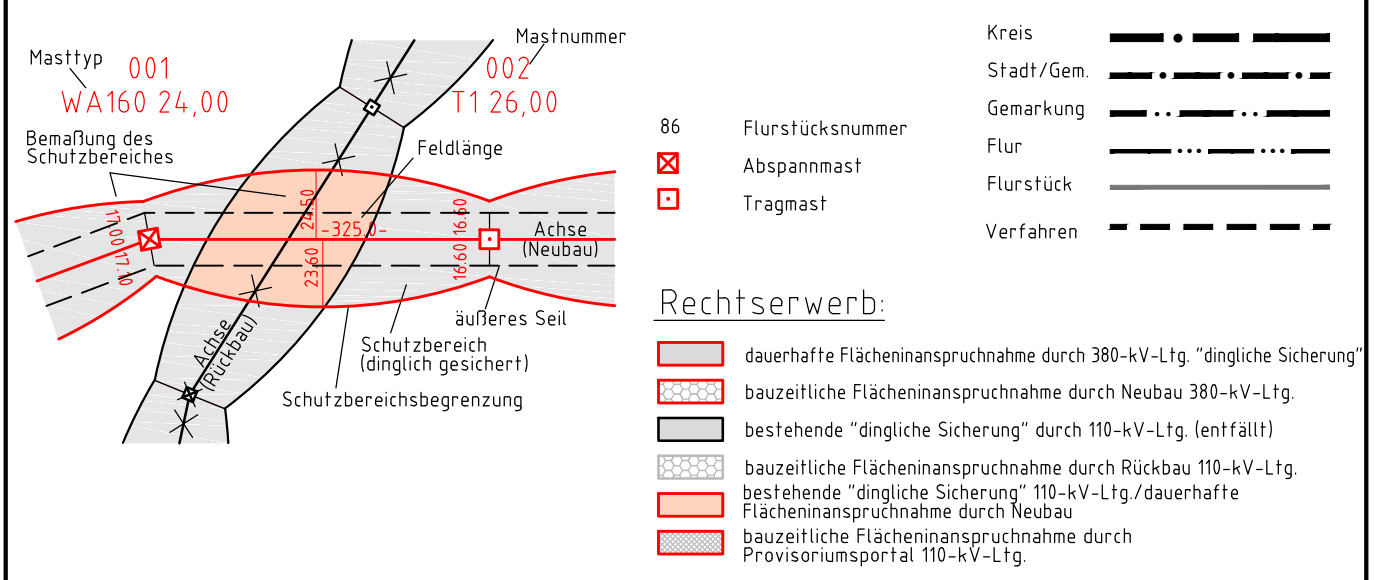 Masttyp
001
WA160 24,00
Mastnummer
002
T1 26,00
Bemaßung des
Schutzbereiches
Feldlänge
24.50
-325.0-
23.60
17.00
17.10
16.60
16.60
Achse
(Neubau)
äußeres Seil
Achse
(Rückbau)
Schutzbereich
(dinglich gesichert)
Schutzbereichsbegrenzung
86 Flurstücksnummer
Abspannmast
Tragmast
Kreis
Stadt/Gem.
Gemarkung
Flur
Flurstück
Verfahren
Rechtserwerb:
dauerhafte Flächeninanspruchnahme durch 380-kV-Ltg. "dingliche Sicherung"
bauzeitliche Flächeninanspruchnahme durch Neubau 380-kV-Ltg.
bestehende "dingliche Sicherung" durch 110-kV-Ltg. (entfällt)
bauzeitliche Flächeninanspruchnahme durch Rückbau 110-kV-Ltg.
bestehende "dingliche Sicherung" 110-kV-Ltg./dauerhafte
Flächeninanspruchnahme durch Neubau
bauzeitliche Flächeninanspruchnahme durch
Provisoriumsportal 110-kV-Ltg.